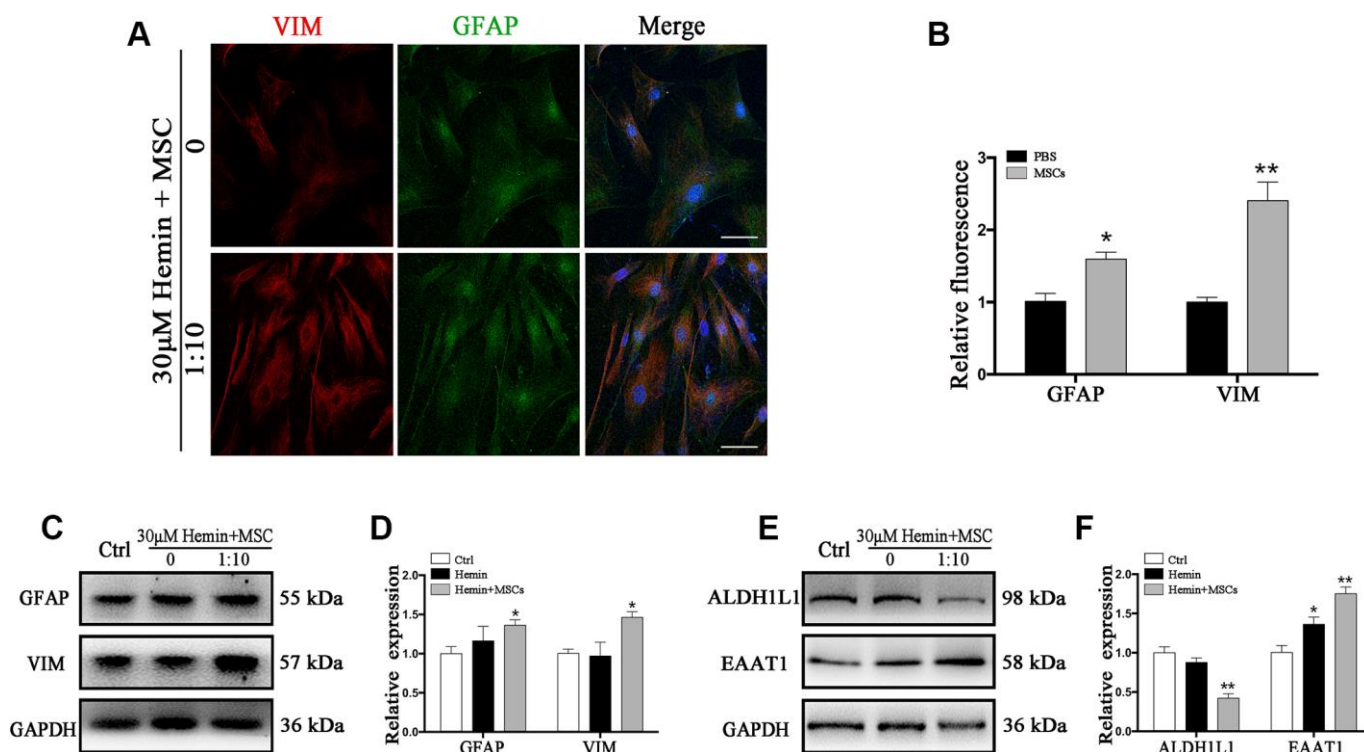 A
VIM
GFAP
Merge
30μM Hemin + MSC
0
1:10
B
PBS
MSCs
Relative fluorescence
3
2
1
0
*
**
GFAP
VIM
C
Ctrl
30μM Hemin+MSC
0
1:10
GFAP
55 kDa
VIM
57 kDa
GAPDH
36 kDa
D
Ctrl
Hemin
Hemin+MSCs
Relative expression
2.0
1.5
1.0
0.5
0.0
*
*
GFAP
VIM
E
Ctrl
30μM Hemin+MSC
0
1:10
ALDH1L1
98 kDa
EAAT1
58 kDa
GAPDH
36 kDa
F
Ctrl
Hemin
Hemin+MSCs
Relative expression
2.0
1.5
1.0
0.5
0.0
**
*
**
ALDH1L1
EAAT1